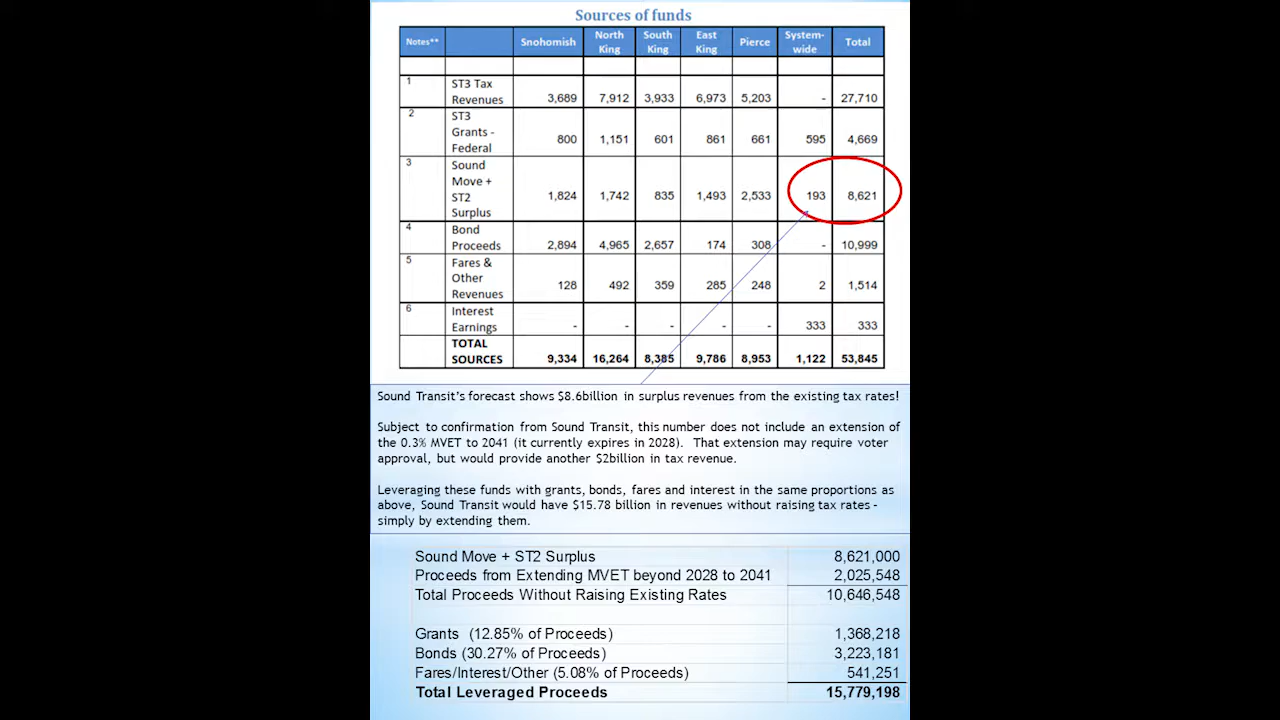 Sources of funds
Notes** Snohomish North King South King East King Pierce System-wide Total
1 ST3 Tax Revenues 3,689 7,912 3,933 6,973 5,203 - 27,710
2 ST3 Grants - Federal 800 1,151 601 861 661 595 4,669
3 Sound Move + ST2 Surplus 1,824 1,742 835 1,493 2,533 193 8,621
4 Bond Proceeds 2,894 4,965 2,657 174 308 - 10,999
5 Fares & Other Revenues 128 492 359 285 248 2 1,514
6 Interest Earnings - - - - - 333 333
TOTAL SOURCES 9,334 16,264 8,385 9,786 8,953 1,122 53,845
Sound Transit's forecast shows $8.6billion in surplus revenues from the existing tax rates!
Subject to confirmation from Sound Transit, this number does not include an extension of
the 0.3% MVET to 2041 (it currently expires in 2028). That extension may require voter
approval, but would provide another $2billion in tax revenue.
Leveraging these funds with grants, bonds, fares and interest in the same proportions as
above, Sound Transit would have $15.78 billion in revenues without raising tax rates -
simply by extending them.
Sound Move + ST2 Surplus 8,621,000
Proceeds from Extending MVET beyond 2028 to 2041 2,025,548
Total Proceeds Without Raising Existing Rates 10,646,548
Grants (12.85% of Proceeds) 1,368,218
Bonds (30.27% of Proceeds) 3,223,181
Fares/Interest/Other (5.08% of Proceeds) 541,251
Total Leveraged Proceeds 15,779,198